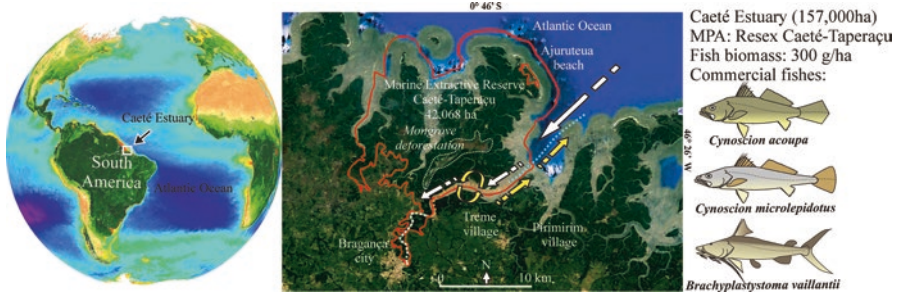 Caeté Estuary
South
America
Atlantic Ocean
0° 46' S
Atlantic Ocean
Ajuruteua
beach
Marine Extractive Reserve
Caeté-Taperaçu
42.068 ha
Mongrave
deforestation
Treme
village
Pirimirim
village
Bragança
city
N
0 10 km
46° 26' W
Caeté Estuary (157,000ha)
MPA: Resex Caeté-Taperaçu
Fish biomass: 300 g/ha
Commercial fishes:
Cynoscion acoupa
Cynoscion microlepidotus
Brachyplastystoma vaillantii